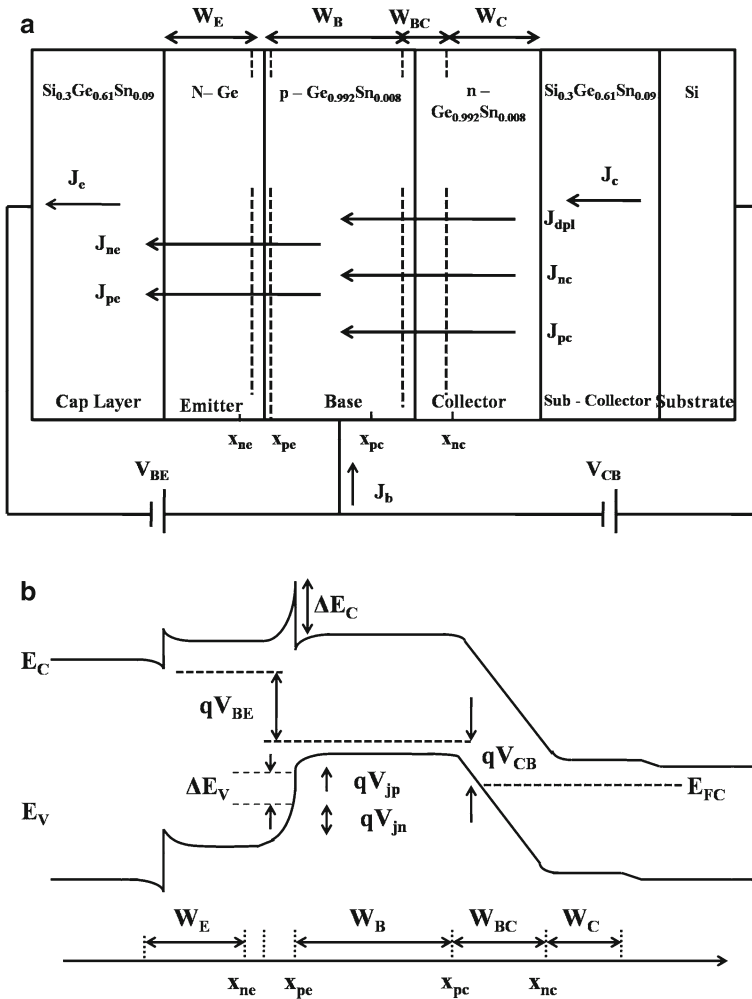 a
W_E W_B W_BC W_C
Si0.3Ge0.61Sn0.09 N– Ge p – Ge0.992Sn0.008 n – Ge0.992Sn0.008 Si0.3Ge0.61Sn0.09 Si
J_e J_c
J_dpl
J_ne
J_nc
J_pe
J_pc
Cap Layer Emitter Base Collector Sub - Collector Substrate
x_ne x_pe x_pc x_nc
V_BE V_CB
J_b
b
ΔE_C
E_C
qV_BE
qV_CB
ΔE_V qV_jp E_FC
E_V qV_jn
W_E W_B W_BC W_C
x_ne x_pe x_pc x_nc